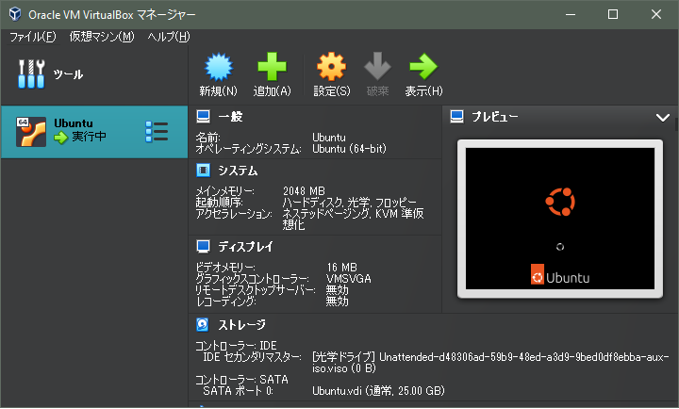 Oracle VM VirtualBox マネージャー
ファイル(F) 仮想マシン(M) ヘルプ(H)
ツール
新規(N) 追加(A) 設定(S) 破棄 表示(H)
64
Ubuntu
実行中
一般
名前: Ubuntu
オペレーティングシステム: Ubuntu (64-bit)
システム
メインメモリー: 2048 MB
起動順序: ハードディスク, 光学, フロッピー
アクセラレーション: ネステッドページング, KVM 準仮
想化
ディスプレイ
ビデオメモリー: 16 MB
グラフィックスコントローラー: VMSVGA
リモートデスクトップサーバー: 無効
レコーディング: 無効
プレビュー
Ubuntu
ストレージ
コントローラー: IDE
IDE セカンダリマスター: [光学ドライブ] Unattended-d48306ad-59b9-48ed-a3d9-9bed0df8ebba-aux-
iso.viso (0 B)
コントローラー: SATA
SATA ポート 0: Ubuntu.vdi (通常, 25.00 GB)